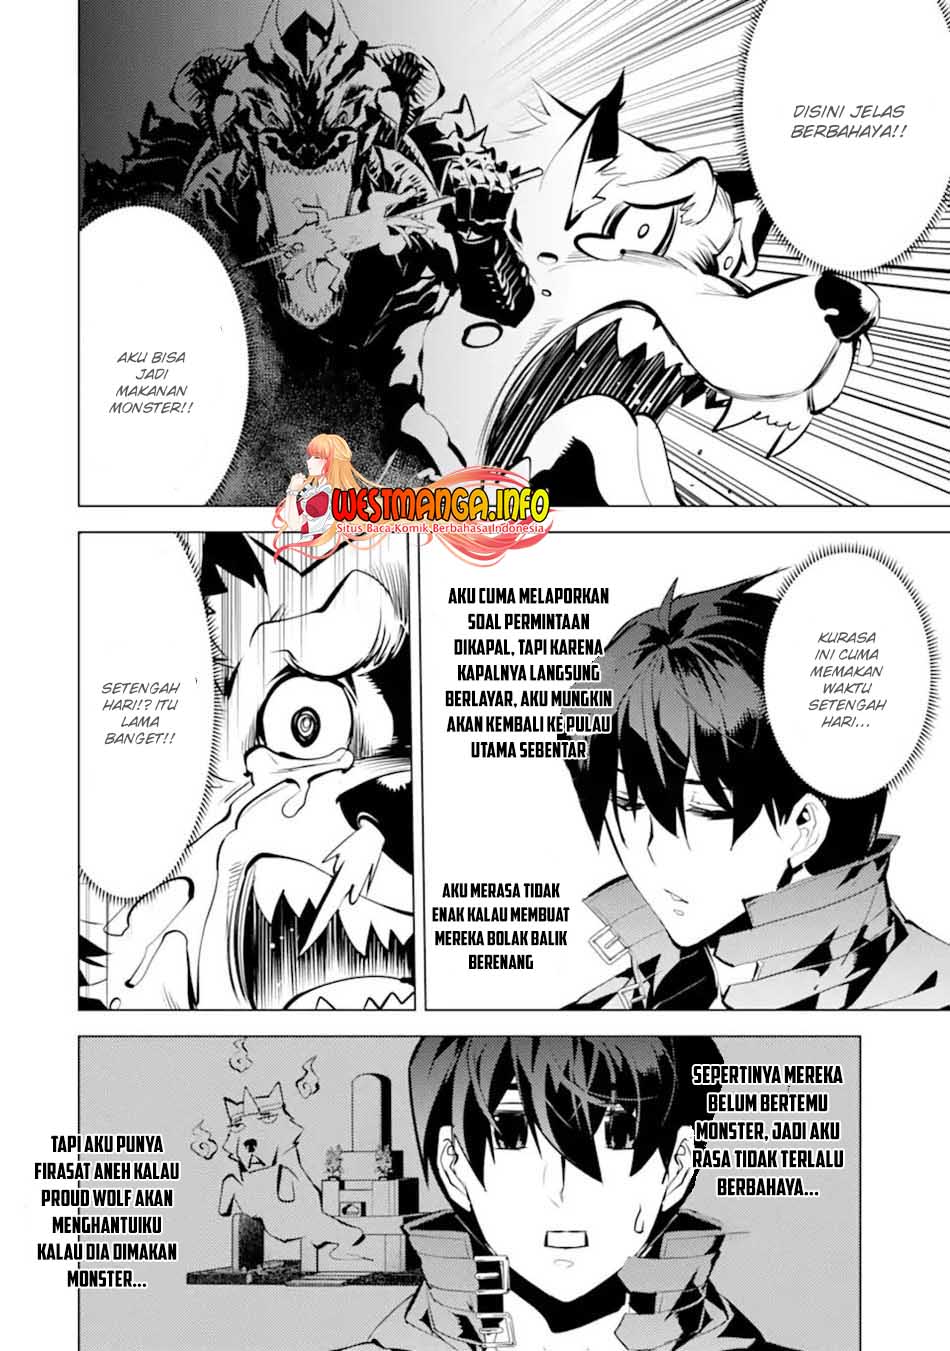 DISINI JELAS
BERBAHAYA!!
AKU BISA
JADI
MAKANAN
MONSTER!!
WESTMANGA.INFO
Situs Baca Komik Berbahasa Indonesia
KURASA
INI CUMA
MEMAKAN
WAKTU
SETENGAH
HARI...
AKU CUMA MELAPORKAN
SOAL PERMINTAAN
DIKAPAL, TAPI KARENA
KAPALNYA LANGSUNG
BERLAYAR, AKU MUNGKIN
AKAN KEMBALI KE PULAU
UTAMA SEBENTAR
AKU MERASA TIDAK
ENAK KALAU MEMBUAT
MEREKA BOLAK BALIK
BERENANG
SETENGAH
HARI!? ITU
LAMA
BANGET!!
SEPERTINYA MEREKA
BELUM BERTEMU
MONSTER, JADI AKU
RASA TIDAK TERLALU
BERBAHAYA...
TAPI AKU PUNYA
FIRASAT ANEH KALAU
PROUD WOLF AKAN
MENGHANTUIKU
KALAU DIA DIMAKAN
MONSTER...